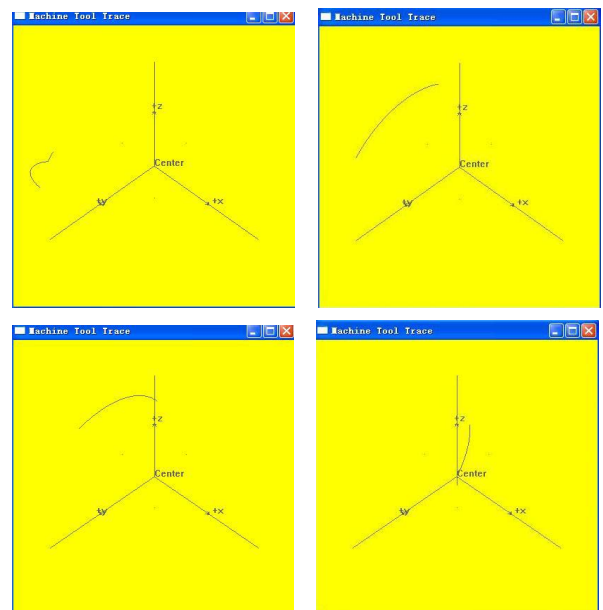 Machine Tool Trace
+z
Center
+y
+x
Machine Tool Trace
+z
Center
+y
+x
Machine Tool Trace
+z
Center
+y
+x
Machine Tool Trace
+z
Center
+y
+x